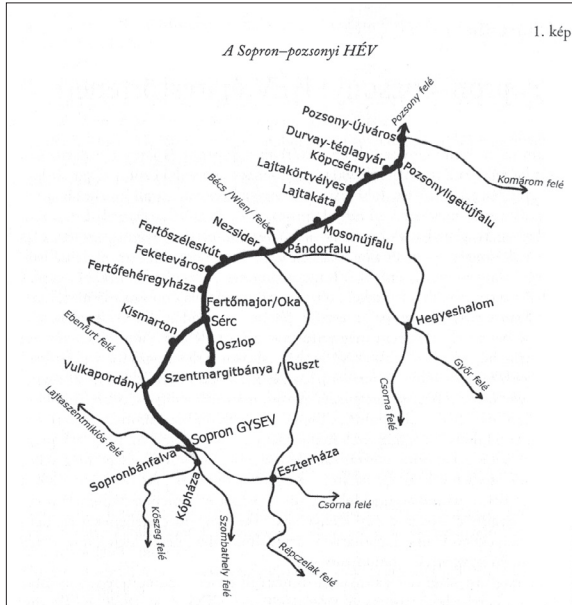 1. kép
A Sopron–pozsonyi HÉV
Pozsony felé
Pozsony-Újváros
Durvay-téglagyár
Köpcsény
Pozsonyligetújfalu
Lajtakörtvélyes
Komárom felé
Lajtakáta
Bécs /Wien/ felé
Mosonújfalu
Nezsider
Pándorfalu
Fertőszéleskút
Feketeváros
Fertőfehéregyháza
Fertőmajor/Oka
Hegyeshalom
Sérc
Kismarton
Ebenfurt felé
Oszlop
Győr felé
Szentmargitbánya / Ruszt
Csorna felé
Vulkapordány
Lajtaszentmiklós felé
Sopron GYSEV
Sopronbánfalva
Eszterháza
Kópháza
Csorna felé
Kőszeg felé
Szombathely felé
Répczelak felé